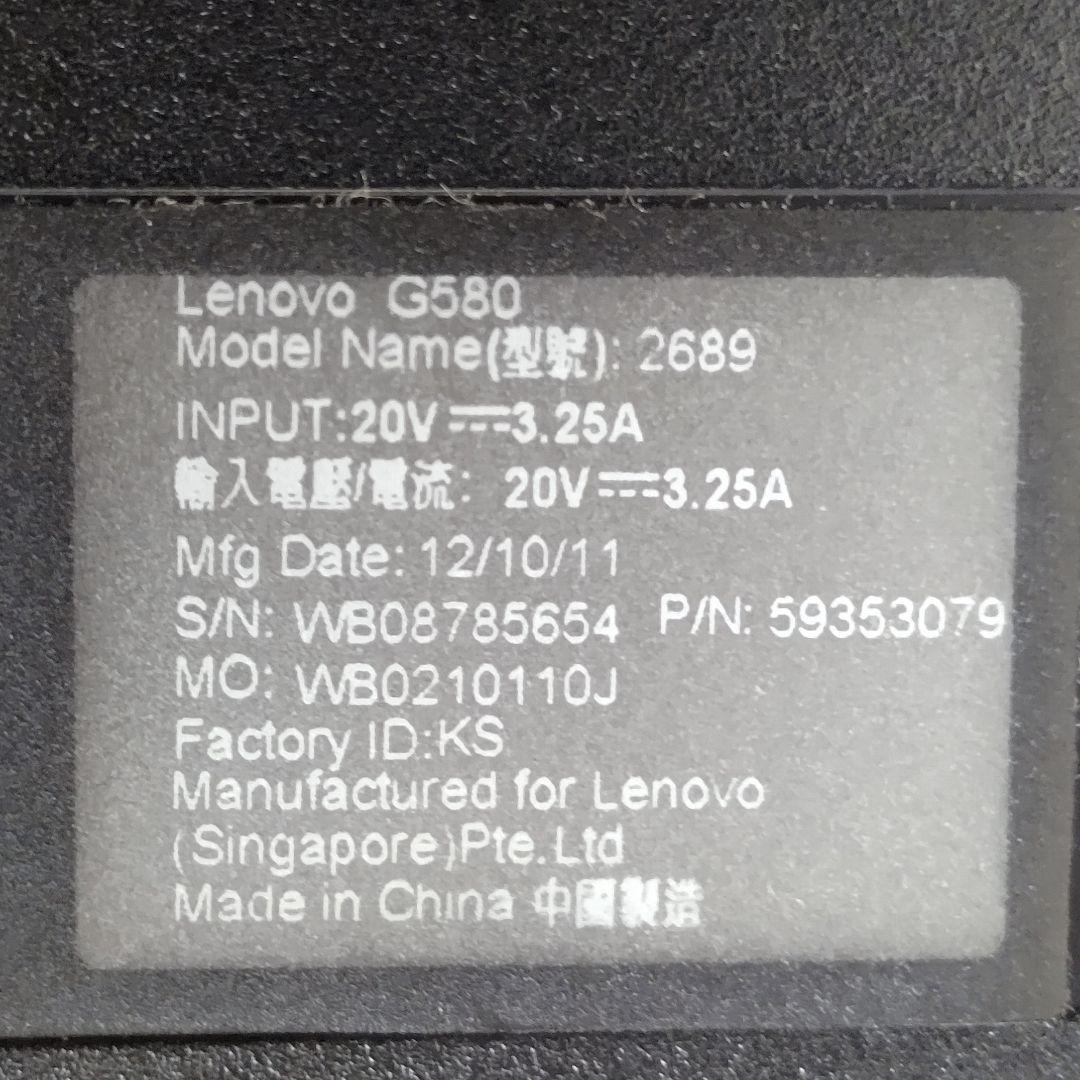 Lenovo G580
Model Name(型號): 2689
INPUT:20V⎓3.25A
輸入電壓/電流: 20V⎓3.25A
Mfg Date: 12/10/11
S/N: WB08785654 P/N: 59353079
MO: WB0210110J
Factory ID:KS
Manufactured for Lenovo
(Singapore)Pte.Ltd
Made in China 中國製造